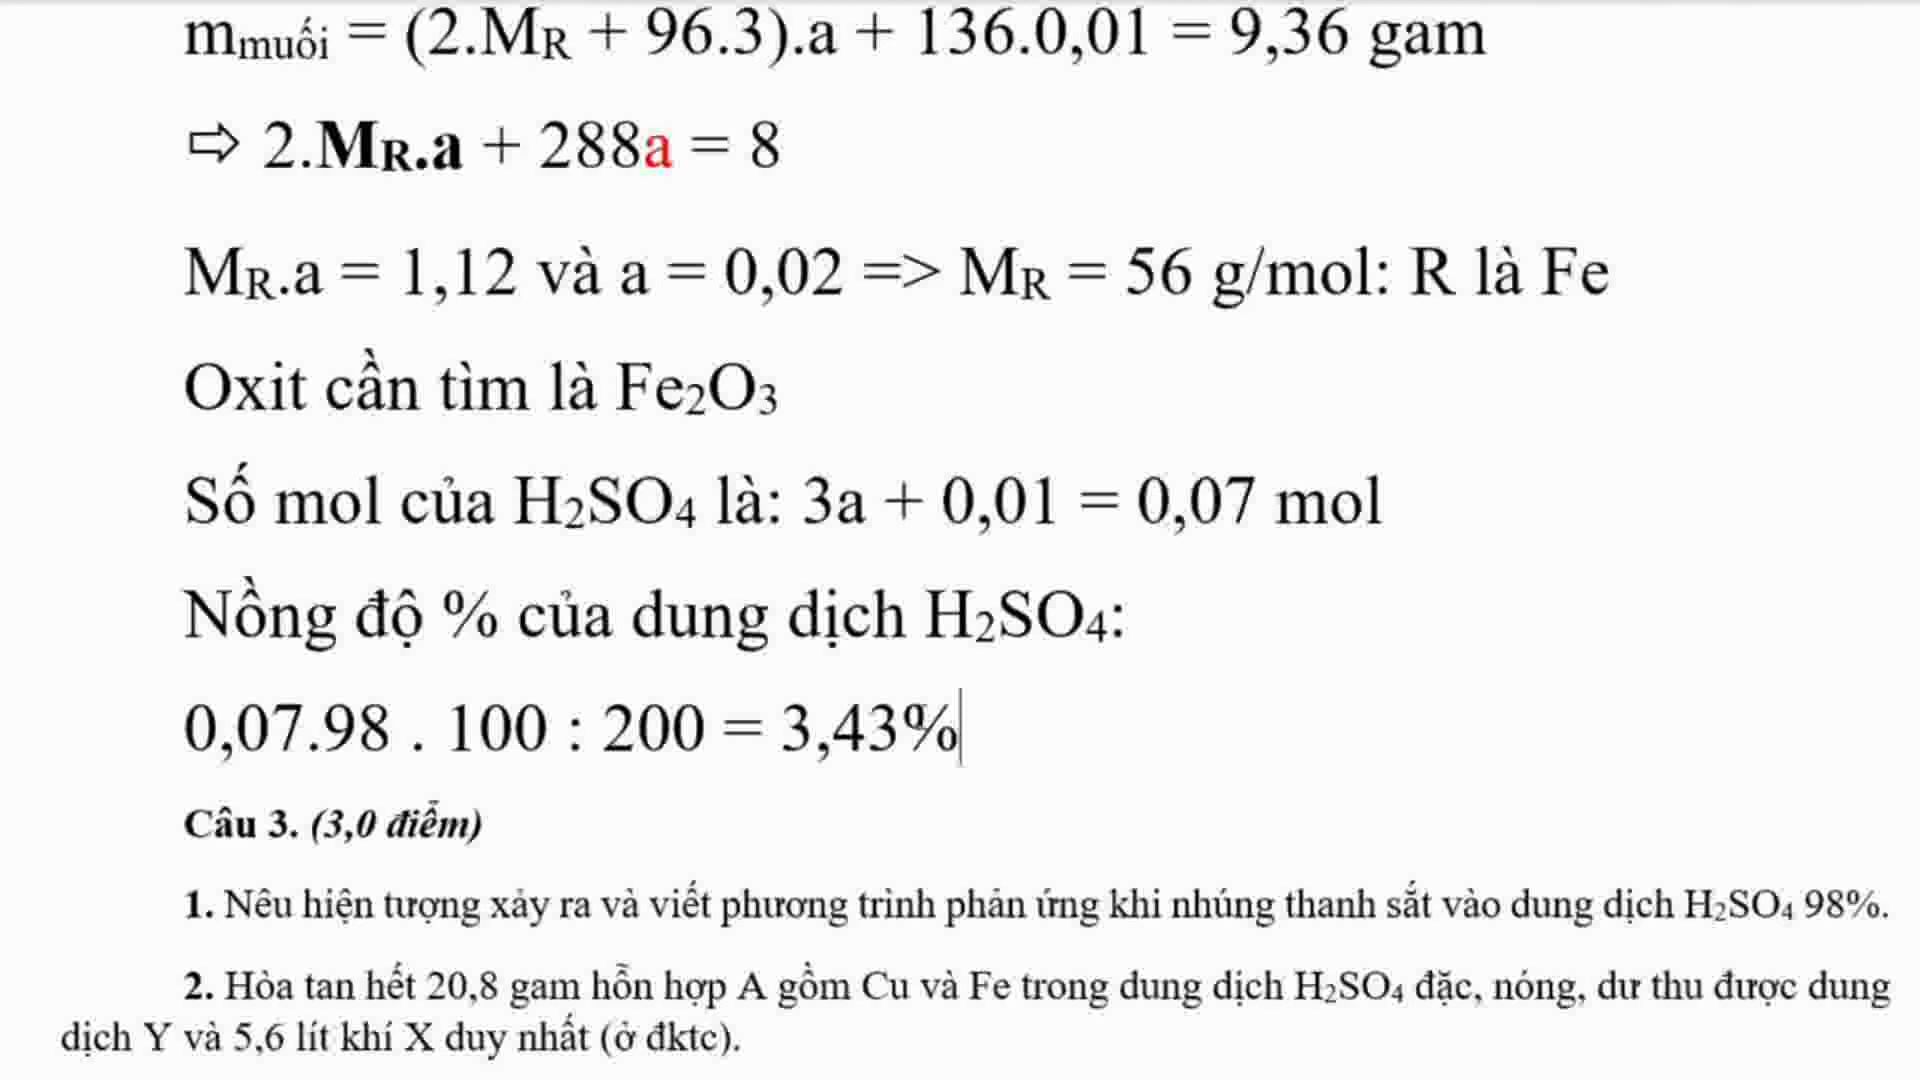 mmuối = (2.MR + 96.3).a + 136.0,01 = 9,36 gam
⇨ 2.MR.a + 288a = 8
MR.a = 1,12 và a = 0,02 => MR = 56 g/mol: R là Fe
Oxit cần tìm là Fe2O3
Số mol của H2SO4 là: 3a + 0,01 = 0,07 mol
Nồng độ % của dung dịch H2SO4:
0,07.98 . 100 : 200 = 3,43%
Câu 3. (3,0 điểm)
1. Nêu hiện tượng xảy ra và viết phương trình phản ứng khi nhúng thanh sắt vào dung dịch H2SO4 98%.
2. Hòa tan hết 20,8 gam hỗn hợp A gồm Cu và Fe trong dung dịch H2SO4 đặc, nóng, dư thu được dung
dịch Y và 5,6 lít khí X duy nhất (ở đktc).